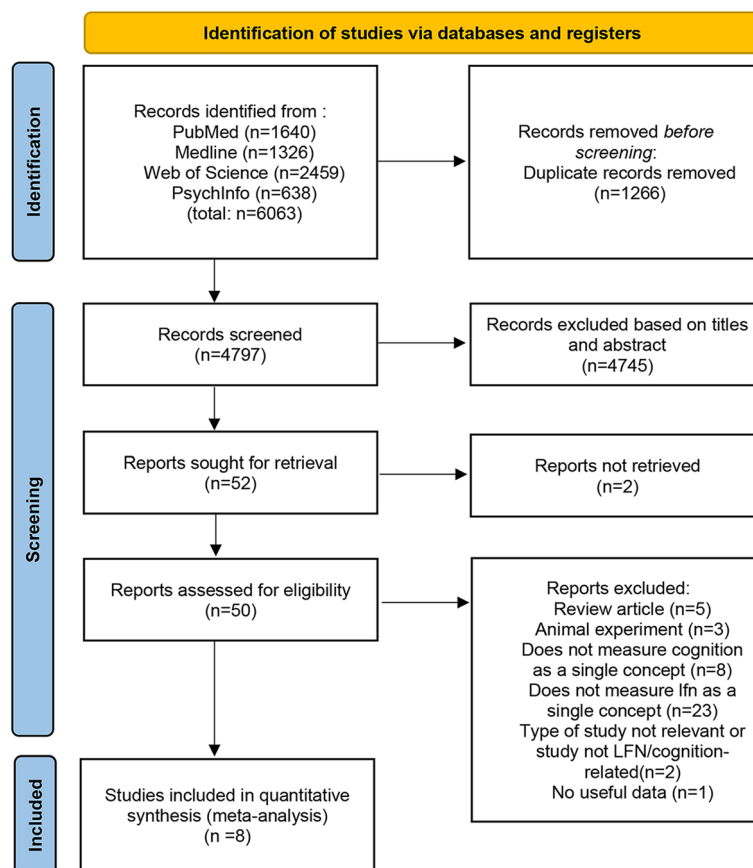 Identification of studies via databases and registers
Identification
Records identified from :
PubMed (n=1640)
Medline (n=1326)
Web of Science (n=2459)
PsychInfo (n=638)
(total: n=6063)
Records removed before
screening:
Duplicate records removed
(n=1266)
Screening
Records screened
(n=4797)
Records excluded based on titles
and abstract
(n=4745)
Reports sought for retrieval
(n=52)
Reports not retrieved
(n=2)
Reports assessed for eligibility
(n=50)
Reports excluded:
Review article (n=5)
Animal experiment (n=3)
Does not measure cognition
as a single concept (n=8)
Does not measure lfn as a
single concept (n=23)
Type of study not relevant or
study not LFN/cognition-
related(n=2)
No useful data (n=1)
Included
Studies included in quantitative
synthesis (meta-analysis)
(n =8)